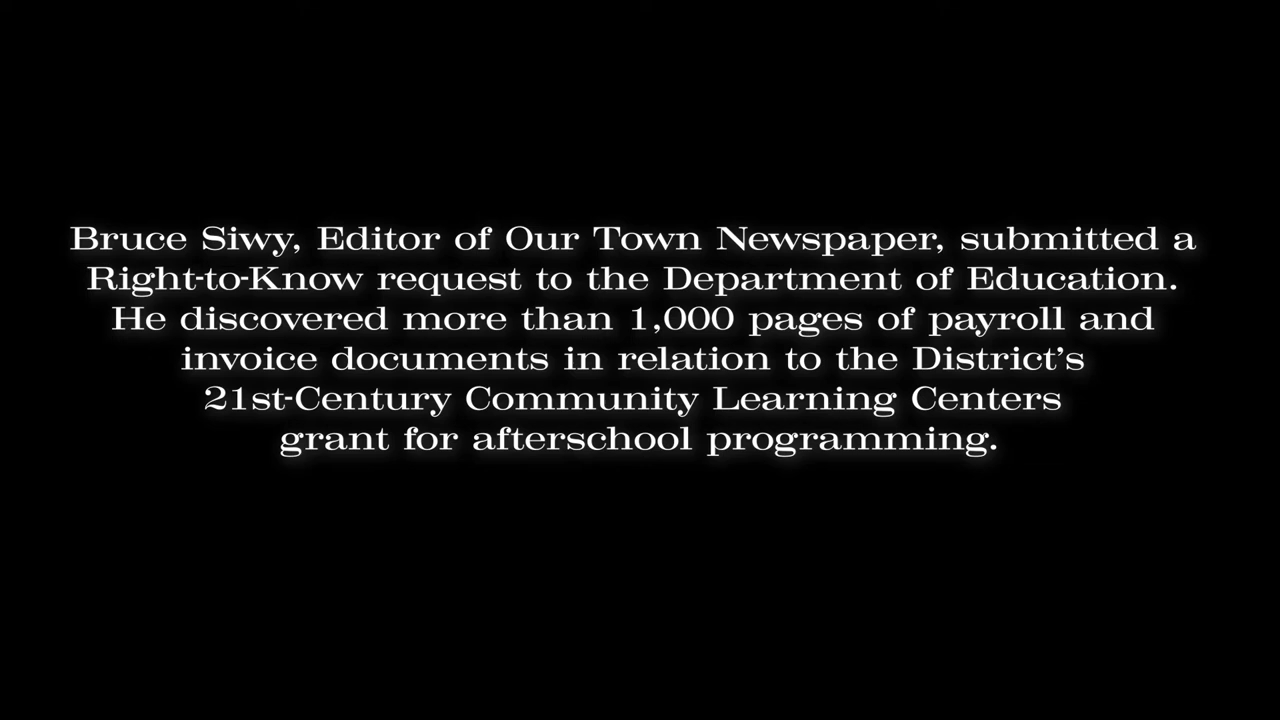 Bruce Siwy, Editor of Our Town Newspaper, submitted a
Right-to-Know request to the Department of Education.
He discovered more than 1,000 pages of payroll and
invoice documents in relation to the District's
21st-Century Community Learning Centers
grant for afterschool programming.